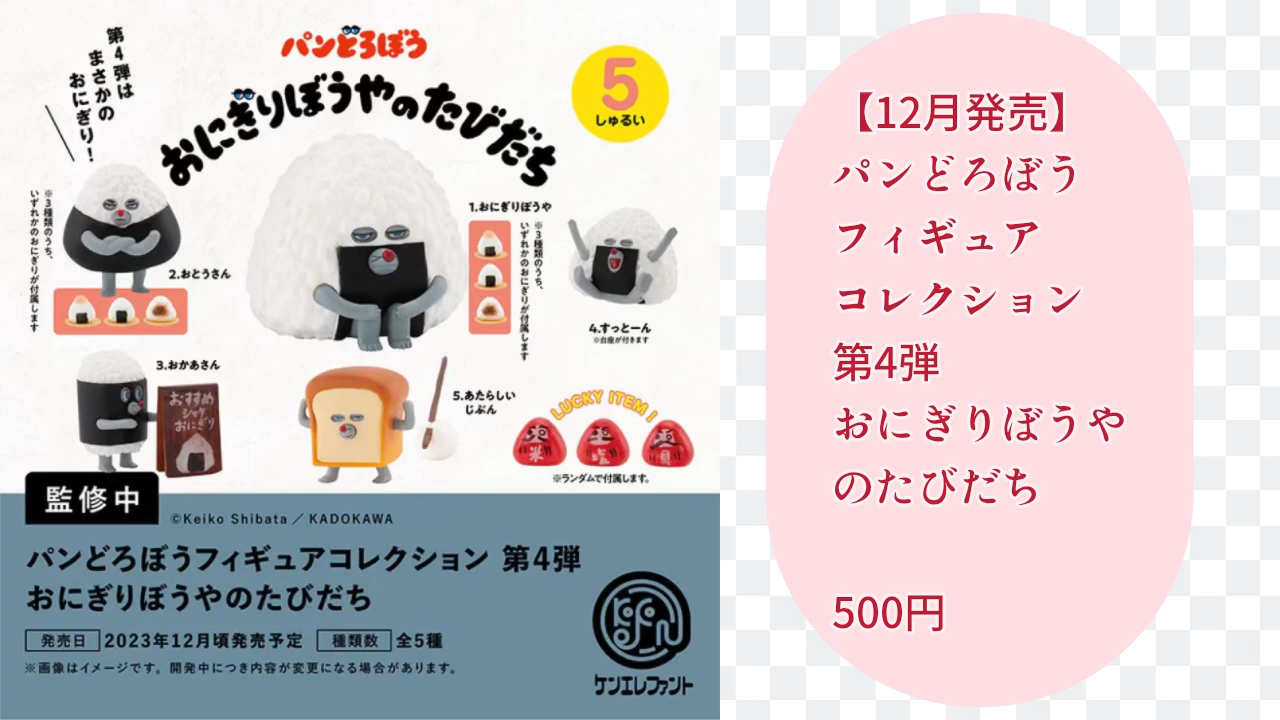 第4弾は
まさかの
おにぎり！
パンどろぼう
おにぎりぼうやのたびだち
5
しゅるい
※3種類のうち、
いずれかのおにぎりが付属します
2.おとうさん
1.おにぎりぼうや
※3種類のうち、
いずれかのおにぎりが付属します
4.すっとーん
※台座が付きます
3.おかあさん
おすすめ
シャケ
おにぎり
5.あたらしい
じぶん
LUCKY ITEM!
※ランダムで付属します。
監修中
©Keiko Shibata／KADOKAWA
パンどろぼうフィギュアコレクション 第4弾
おにぎりぼうやのたびだち
発売日 2023年12月頃発売予定 種類数 全5種
※画像はイメージです。開発中につき内容が変更になる場合があります。
ケンエレファント
【12月発売】
パンどろぼう
フィギュア
コレクション
第4弾
おにぎりぼうや
のたびだち
500円